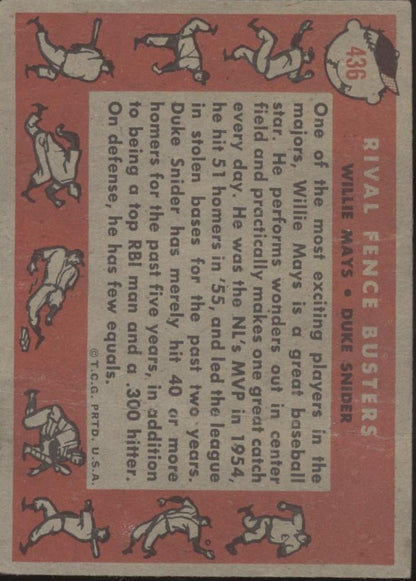 436
RIVAL FENCE BUSTERS
WILLIE MAYS • DUKE SNIDER
One of the most exciting players in the
majors, Willie Mays is a great baseball
star. He performs wonders out in center
field and practically makes one great catch
every day. He was the NL's MVP in 1954,
he hit 51 homers in '55, and led the league
in stolen bases for the past two years.
Duke Snider has merely hit 40 or more
homers for the past five years, in addition
to being a top RBI man and a .300 hitter.
On defense, he has few equals.
© T.C.G. PRTD. U.S.A.